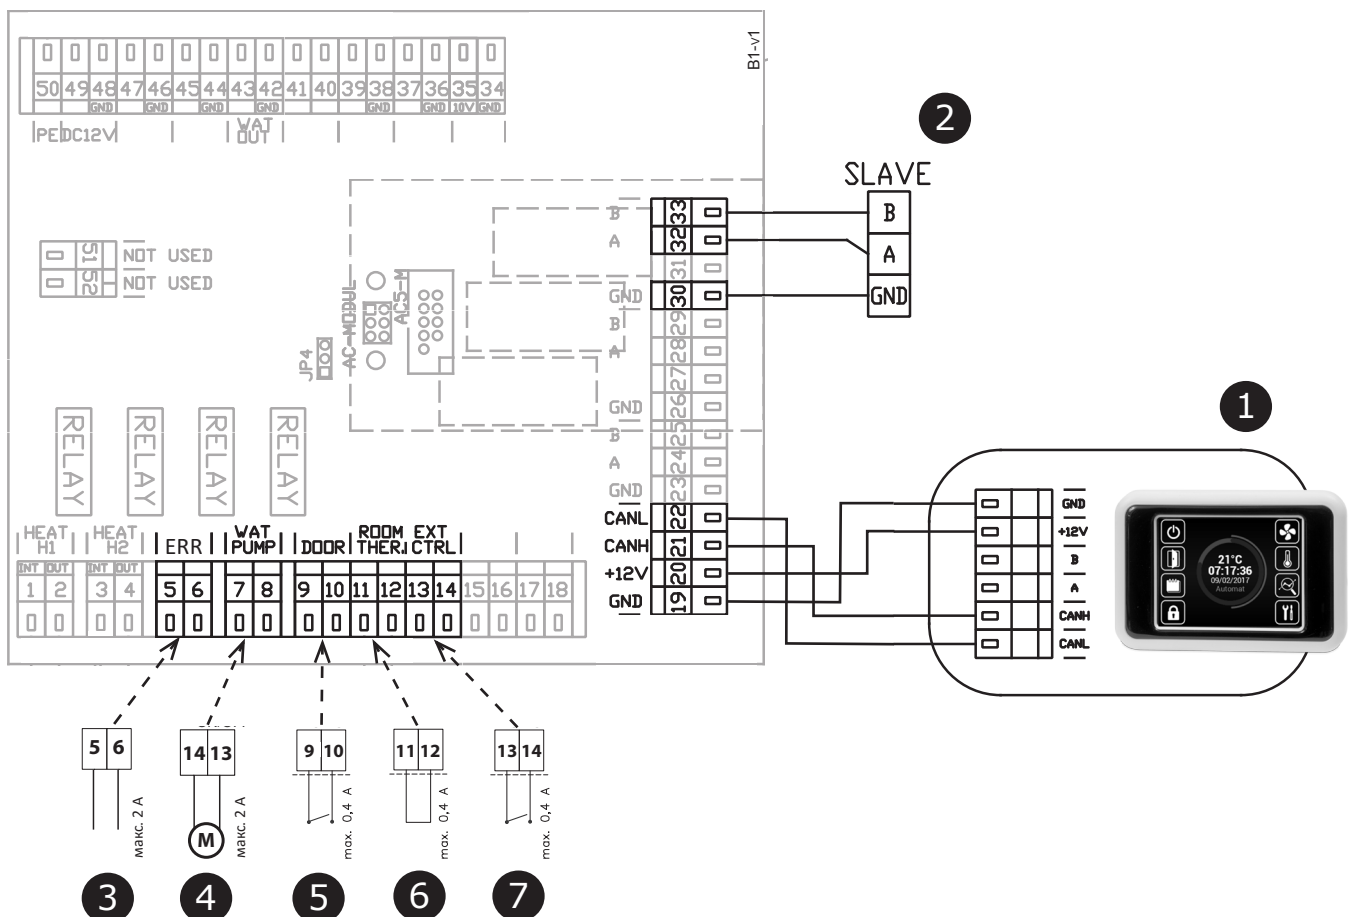 B1-v1
50 49 48 47 46 45 44 43 42 41 40 39 38 37 36 35 34
GND GND GND GND GND GND 10V GND
PE DC12V WAT OUT
2
SLAVE
B
A
GND
51 NOT USED
52 NOT USED
AC-MODUL
AC5-M
JP4
B 33
A 32
31
GND 30
B 29
A 28
27
GND 26
B 25
A 24
GND 23
CANL 22
CANH 21
+12V 20
GND 19
RELAY RELAY RELAY RELAY
1
GND
+12V
B
A
CANH
CANL
21°C
07:17:36
09/02/2017
Automat
HEAT H1
HEAT H2
ERR
WAT PUMP
DOOR
ROOM THER.
EXT CTRL
INT OUT INT OUT
1 2 3 4 5 6 7 8 9 10 11 12 13 14 15 16 17 18
5 6
14 13
9 10
11 12
13 14
M
макс. 2 A
макс. 2 A
max. 0,4 A
max. 0,4 A
max. 0,4 A
3 4 5 6 7